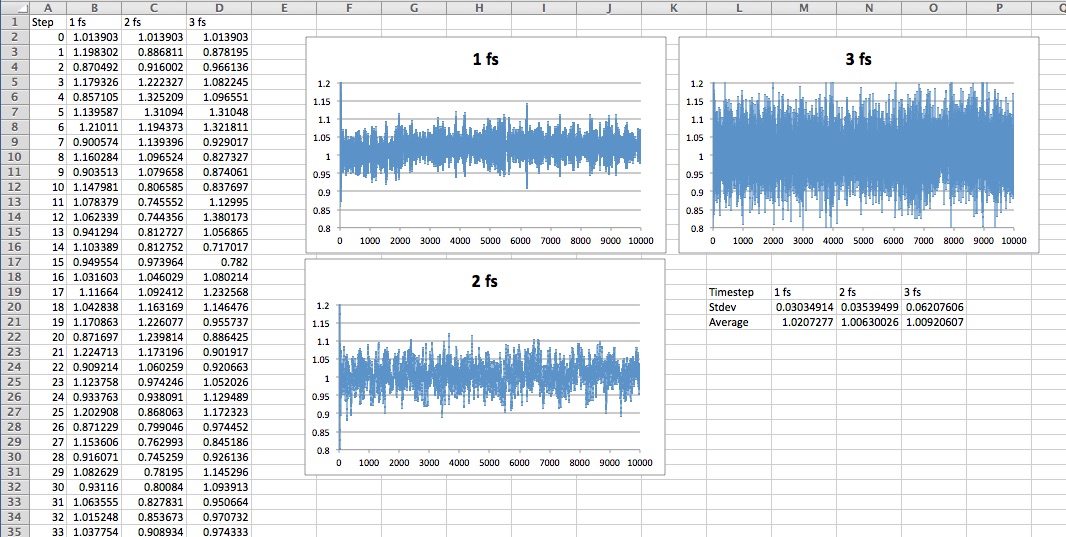 A B C D E F G H I J K L M N O P Q
1 Step 1 fs 2 fs 3 fs
2 0 1.013903 1.013903 1.013903
3 1 1.198302 0.886811 0.878195
4 2 0.870492 0.916002 0.966136
5 3 1.179326 1.222327 1.082245
6 4 0.857105 1.325209 1.096551
7 5 1.139587 1.31094 1.31048
8 6 1.21011 1.194373 1.321811
9 7 0.900574 1.139396 0.929017
10 8 1.160284 1.096524 0.827327
11 9 0.903513 1.079658 0.874061
12 10 1.147981 0.806585 0.837697
13 11 1.078379 0.745552 1.12995
14 12 1.062339 0.744356 1.380173
15 13 0.941294 0.812727 1.056865
16 14 1.103389 0.812752 0.717017
17 15 0.949554 0.973964 0.782
18 16 1.031603 1.046029 1.080214
19 17 1.11664 1.092412 1.232568
20 18 1.042838 1.163169 1.146476
21 19 1.170863 1.226077 0.955737
22 20 0.871697 1.239814 0.886425
23 21 1.224713 1.173196 0.901917
24 22 0.909214 1.060259 0.920663
25 23 1.123758 0.974246 1.052026
26 24 0.933763 0.938091 1.129489
27 25 1.202908 0.868063 1.172323
28 26 0.871229 0.799046 0.974452
29 27 1.153606 0.762993 0.845186
30 28 0.916071 0.745259 0.926136
31 29 1.082629 0.78195 1.145296
32 30 0.93116 0.80084 1.093913
33 31 1.063555 0.827831 0.950664
34 32 1.015248 0.853673 0.970732
35 33 1.037754 0.908934 0.974333
1 fs
1.2
1.15
1.1
1.05
1
0.95
0.9
0.85
0.8
0 1000 2000 3000 4000 5000 6000 7000 8000 9000 10000
3 fs
1.2
1.15
1.1
1.05
1
0.95
0.9
0.85
0.8
0 1000 2000 3000 4000 5000 6000 7000 8000 9000 10000
2 fs
1.2
1.15
1.1
1.05
1
0.95
0.9
0.85
0.8
0 1000 2000 3000 4000 5000 6000 7000 8000 9000 10000
Timestep 1 fs 2 fs 3 fs
Stdev 0.03034914 0.03539499 0.06207606
Average 1.0207277 1.00630026 1.00920607